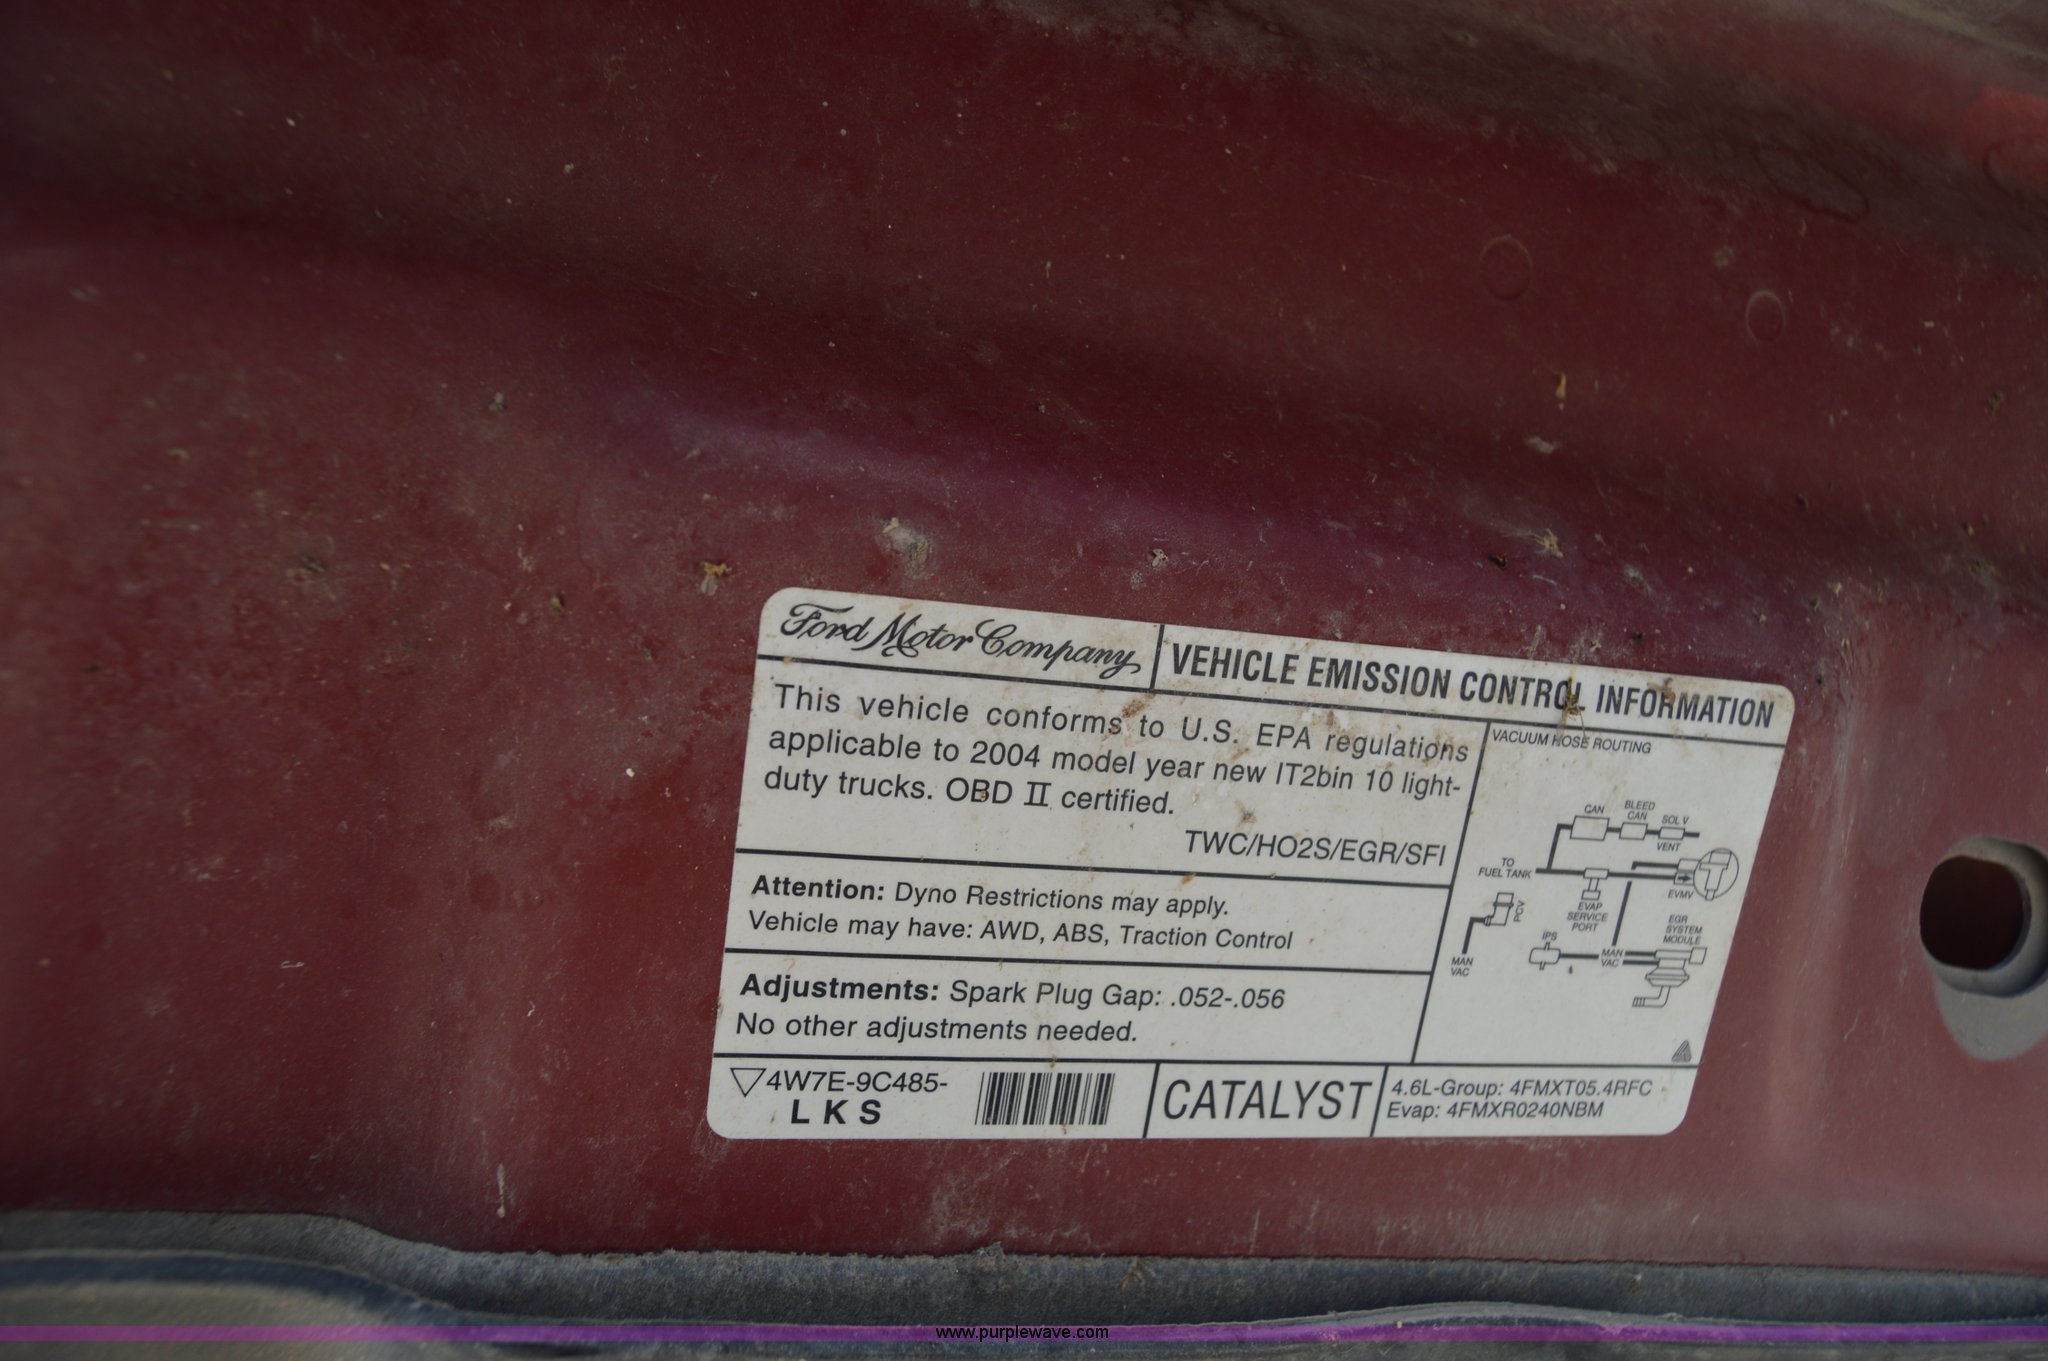 Ford Motor Company
VEHICLE EMISSION CONTROL INFORMATION
This vehicle conforms to U.S. EPA regulations
applicable to 2004 model year new IT2bin 10 light-
duty trucks. OBD II certified.
TWC/HO2S/EGR/SFI
Attention: Dyno Restrictions may apply.
Vehicle may have: AWD, ABS, Traction Control
Adjustments: Spark Plug Gap: .052-.056
No other adjustments needed.
VACUUM HOSE ROUTING
CAN
BLEED
CAN
SOL V
VENT
TO
FUEL TANK
EVMV
EVAP
SERVICE
PORT
PCV
EGR
SYSTEM
MODULE
IPS
MAN
VAC
MAN
VAC
4W7E-9C485-
L K S
CATALYST
4.6L-Group: 4FMXT05.4RFC
Evap: 4FMXR0240NBM
www.purplewave.com